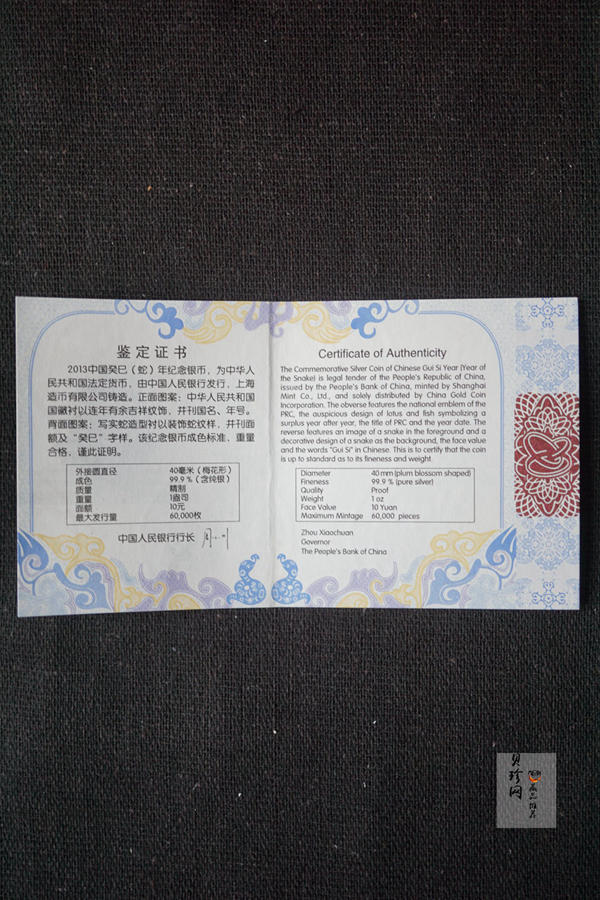 鉴定证书
2013中国癸巳（蛇）年纪念银币，为中华人
民共和国法定货币，由中国人民银行发行，上海
造币有限公司铸造。正面图案：中华人民共和国
国徽衬以连年有余吉祥纹饰，并刊国名、年号。
背面图案：写实蛇造型衬以装饰蛇纹样，并刊面
额及“癸巳”字样。该纪念银币成色标准、重量
合格，谨此证明。
外接圆直径 40毫米（梅花形）
成色 99.9%（含纯银）
质量 精制
重量 1盎司
面额 10元
最大发行量 60,000枚
中国人民银行行长
Certificate of Authenticity
The Commemorative Silver Coin of Chinese Gui Si Year (Year of
the Snake) is legal tender of the People's Republic of China,
issued by the People's Bank of China, minted by Shanghai
Mint Co., Ltd., and solely distributed by China Gold Coin
Incorporation. The obverse features the national emblem of the
PRC, the auspicious design of lotus and fish symbolizing a
surplus year after year, the title of PRC and the year date. The
reverse features an image of a snake in the foreground and a
decorative design of a snake as the background, the face value
and the words "Gui Si" in Chinese. This is to certify that the coin
is up to standard as to its fineness and weight.
Diameter 40 mm (plum blossom shaped)
Fineness 99.9 % (pure silver)
Quality Proof
Weight 1 oz
Face Value 10 Yuan
Maximum Mintage 60,000 pieces
Zhou Xiaochuan
Governor
The People's Bank of China
贝珍网